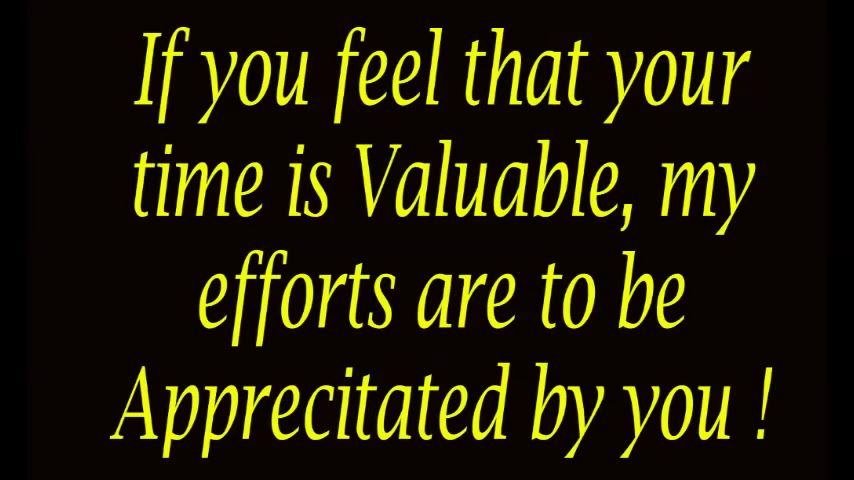 If you feel that your
time is Valuable, my
efforts are to be
Apprecitated by you !